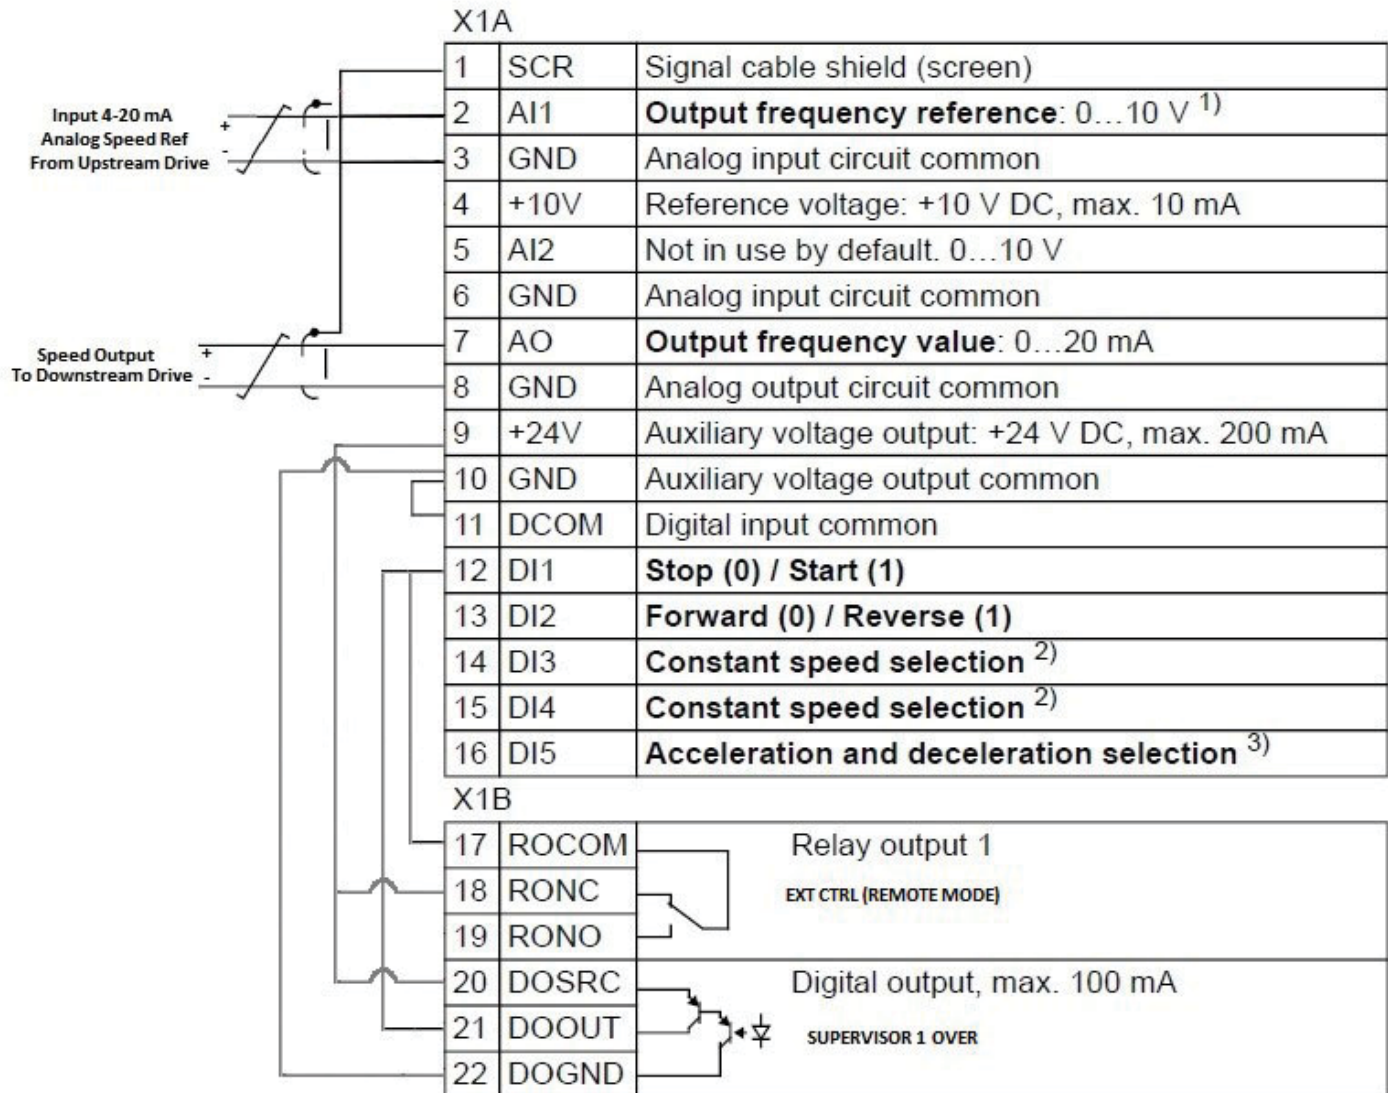 X1A
1 SCR Signal cable shield (screen)
Input 4-20 mA
Analog Speed Ref
From Upstream Drive
+
-
2 AI1 Output frequency reference: 0...10 V 1)
3 GND Analog input circuit common
4 +10V Reference voltage: +10 V DC, max. 10 mA
5 AI2 Not in use by default. 0...10 V
6 GND Analog input circuit common
Speed Output
To Downstream Drive
+
-
7 AO Output frequency value: 0...20 mA
8 GND Analog output circuit common
9 +24V Auxiliary voltage output: +24 V DC, max. 200 mA
10 GND Auxiliary voltage output common
11 DCOM Digital input common
12 DI1 Stop (0) / Start (1)
13 DI2 Forward (0) / Reverse (1)
14 DI3 Constant speed selection 2)
15 DI4 Constant speed selection 2)
16 DI5 Acceleration and deceleration selection 3)
X1B
17 ROCOM Relay output 1
18 RONC EXT CTRL (REMOTE MODE)
19 RONO
20 DOSRC Digital output, max. 100 mA
21 DOOUT SUPERVISOR 1 OVER
22 DOGND